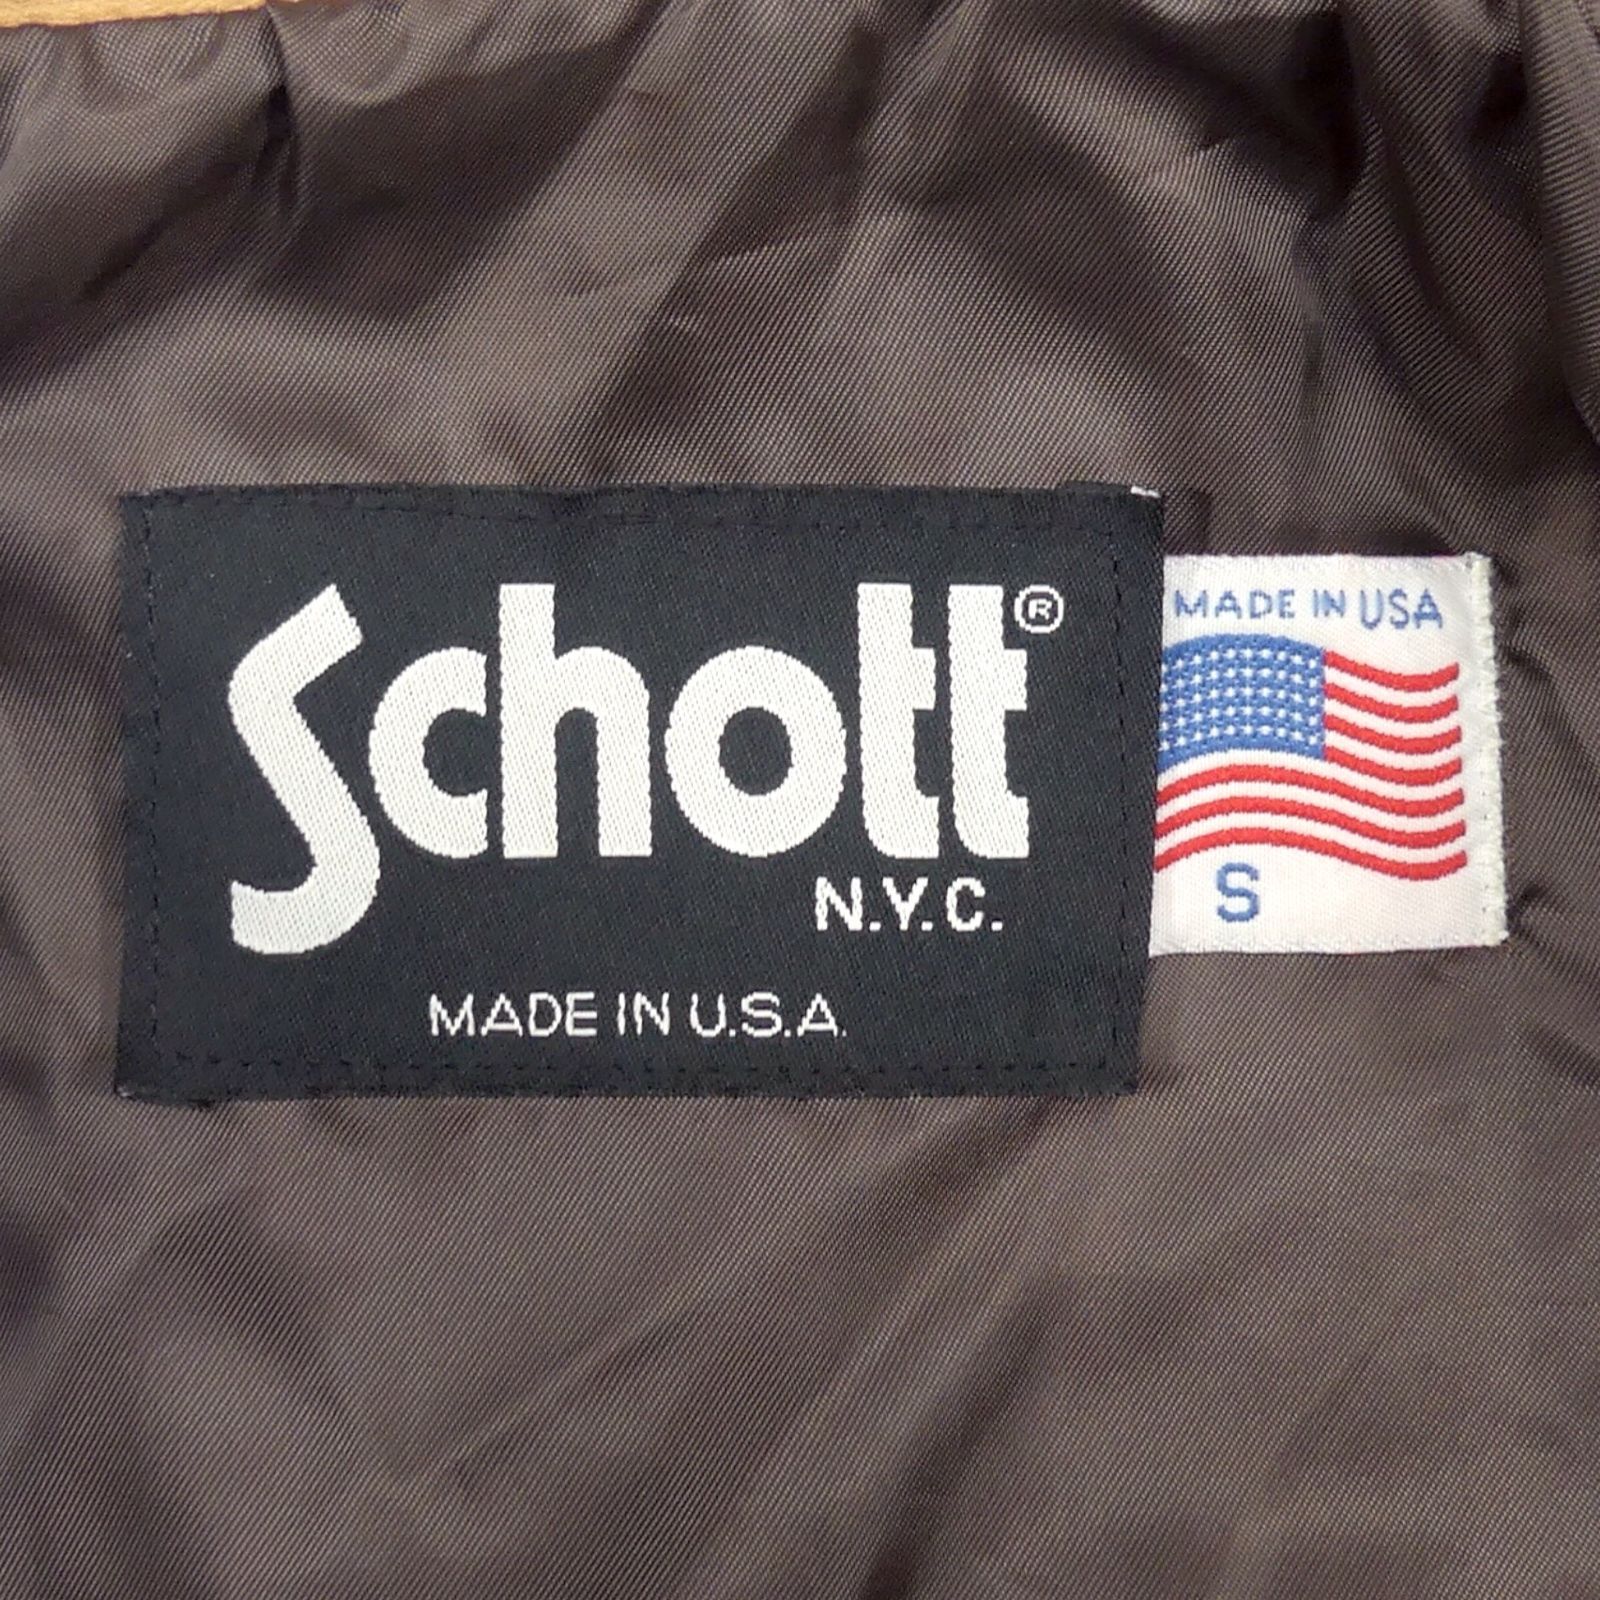 Schott®
N.Y.C.
MADE IN U.S.A.
MADE IN USA
S